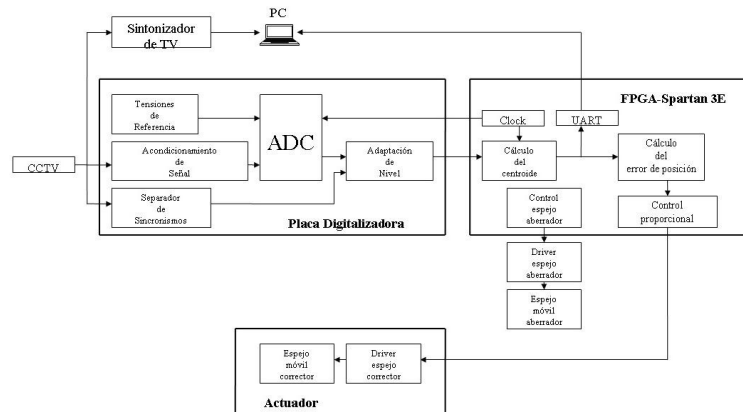 PC
Sintonizador
de TV
FPGA-Spartan 3E
Tensiones
de
Referencia
ADC
Clock
UART
Cálculo
del
error de posición
CCTV
Acondicionamiento
de
Señal
Adaptación
de
Nivel
Cálculo
del
centroide
Separador
de
Sincronismos
Placa Digitalizadora
Control
espejo
aberrador
Control
proporcional
Driver
espejo
aberrador
Espejo
móvil
aberrador
Espejo
móvil
corrector
Driver
espejo
corrector
Actuador